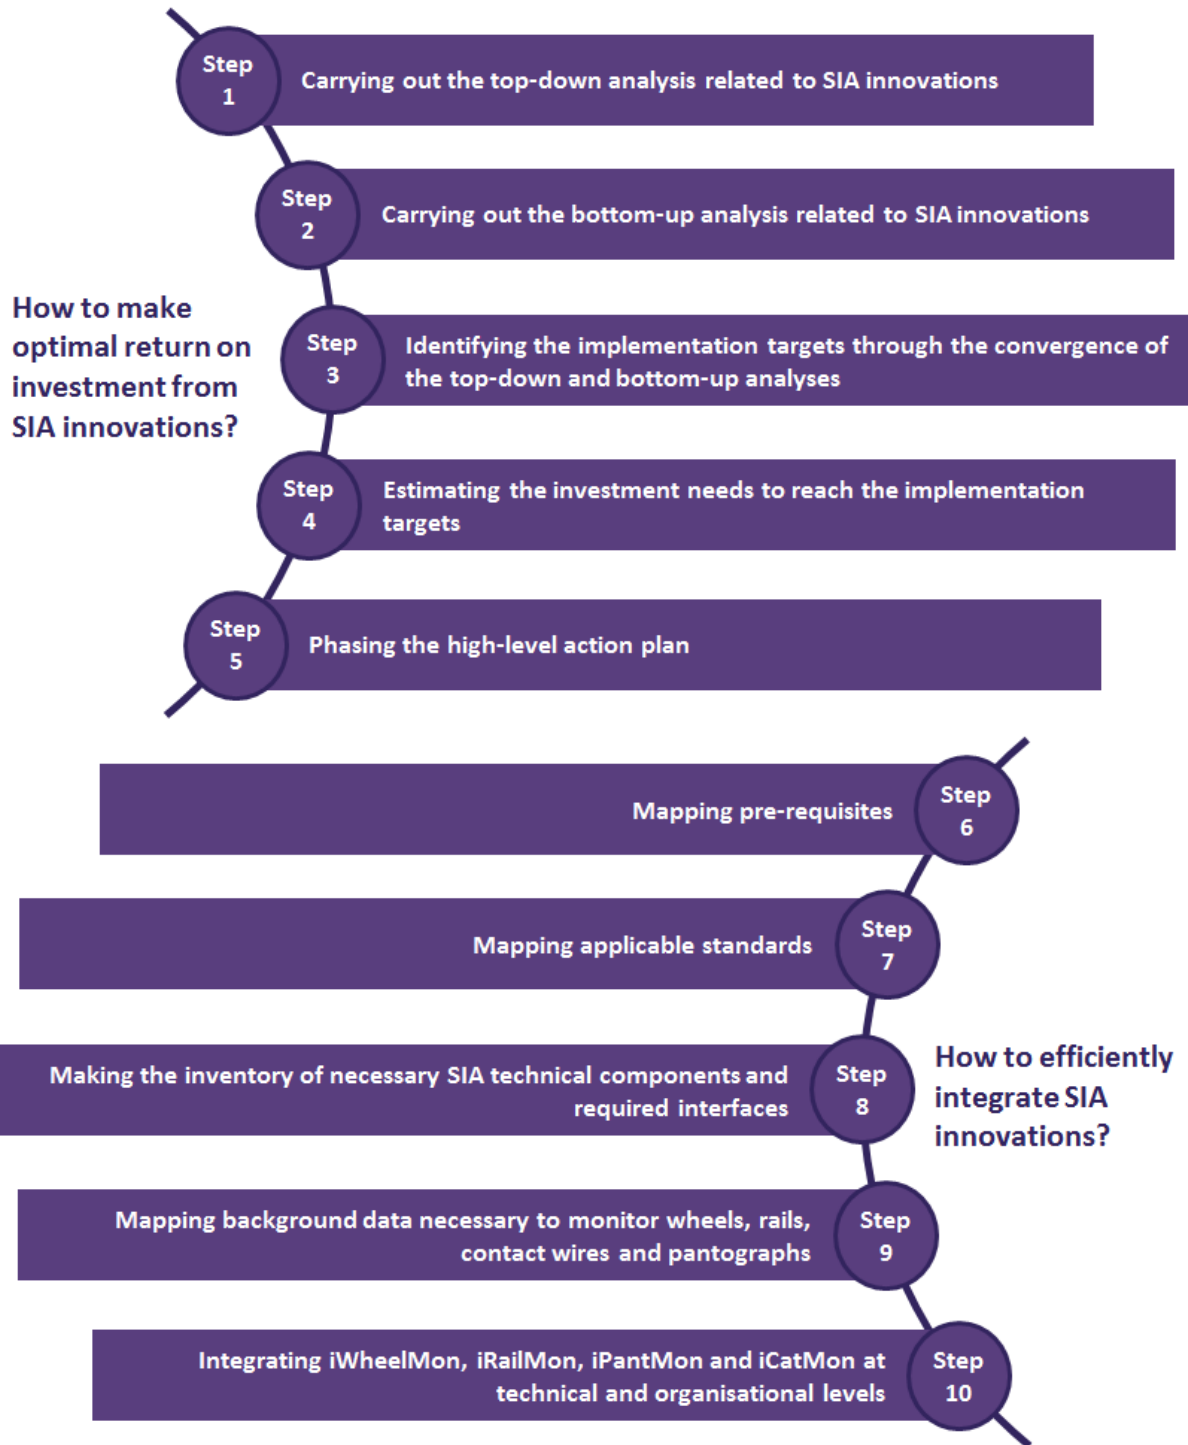 Step
1
Carrying out the top-down analysis related to SIA innovations
Step
2
Carrying out the bottom-up analysis related to SIA innovations
How to make
optimal return on
investment from
SIA innovations?
Step
3
Identifying the implementation targets through the convergence of
the top-down and bottom-up analyses
Step
4
Estimating the investment needs to reach the implementation
targets
Step
5
Phasing the high-level action plan
Mapping pre-requisites
Step
6
Mapping applicable standards
Step
7
Making the inventory of necessary SIA technical components and
required interfaces
Step
8
How to efficiently
integrate SIA
innovations?
Mapping background data necessary to monitor wheels, rails,
contact wires and pantographs
Step
9
Integrating iWheelMon, iRailMon, iPantMon and iCatMon at
technical and organisational levels
Step
10